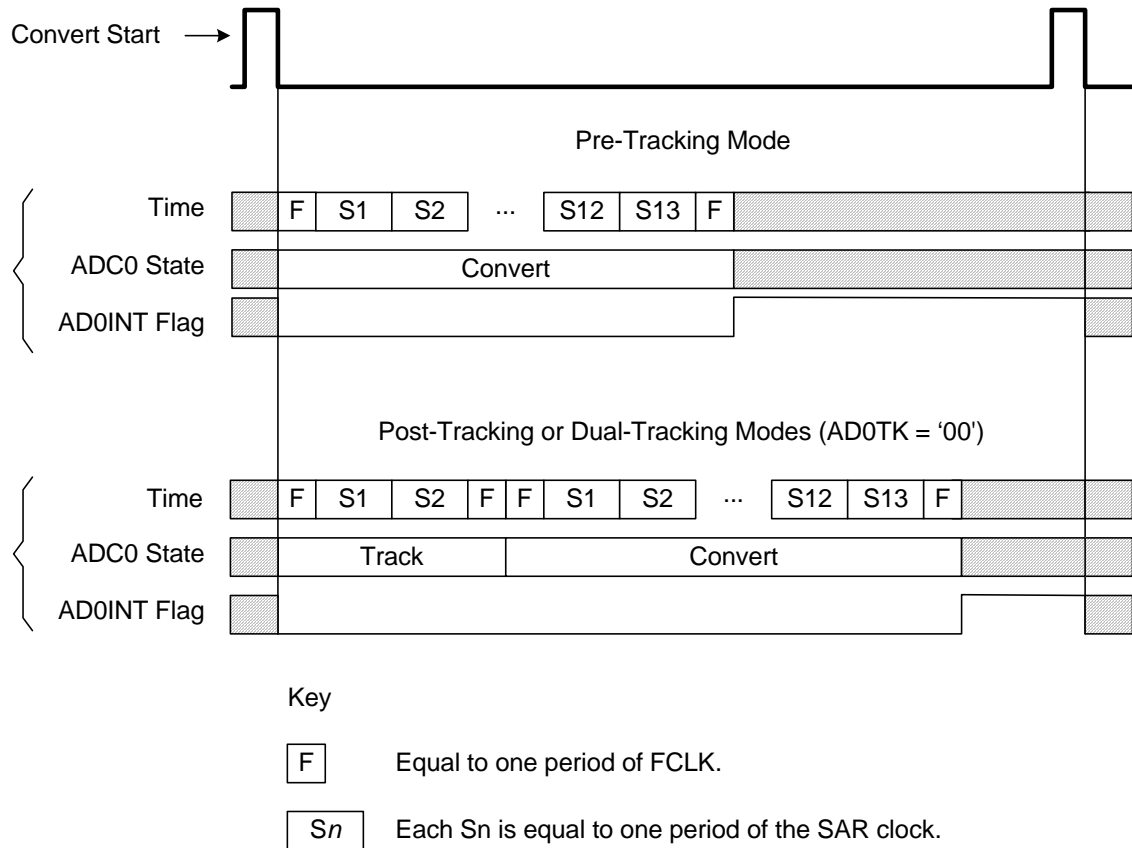 Convert Start
Pre-Tracking Mode
Time F S1 S2 ... S12 S13 F
ADC0 State Convert
AD0INT Flag
Post-Tracking or Dual-Tracking Modes (AD0TK = ‘00')
Time F S1 S2 F F S1 S2 ... S12 S13 F
ADC0 State Track Convert
AD0INT Flag
Key
F Equal to one period of FCLK.
Sn Each Sn is equal to one period of the SAR clock.